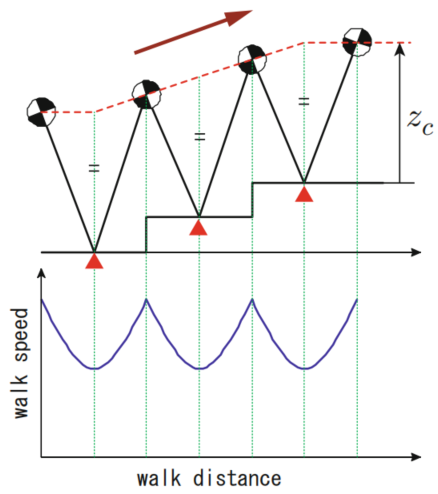 z_c
=
=
=
walk speed
walk distance